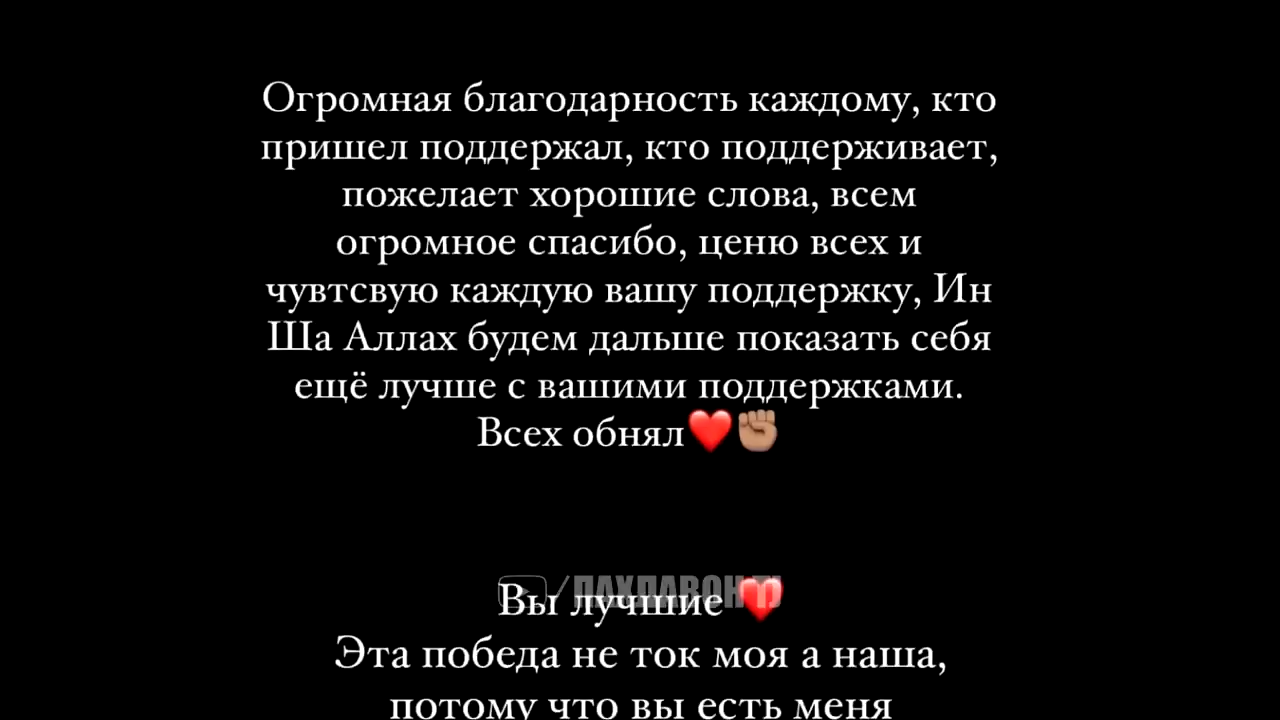 Огромная благодарность каждому, кто
пришел поддержал, кто поддерживает,
пожелает хорошие слова, всем
огромное спасибо, ценю всех и
чувтсвую каждую вашу поддержку, Ин
Ша Аллах будем дальше показать себя
ещё лучше с вашими поддержками.
Всех обнял❤️✊🏽
/ПАХЛАВОН TJ
Вы лучшие ❤️
Эта победа не ток моя а наша,
потому что вы есть меня